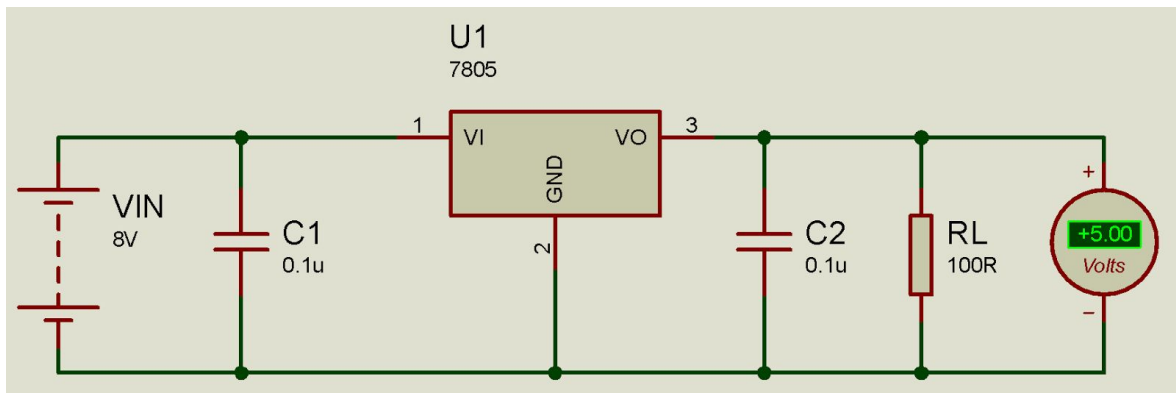 U1
7805
1
VI
VO
3
GND
2
VIN
8V
C1
0.1u
C2
0.1u
RL
100R
+
+5.00
Volts
−